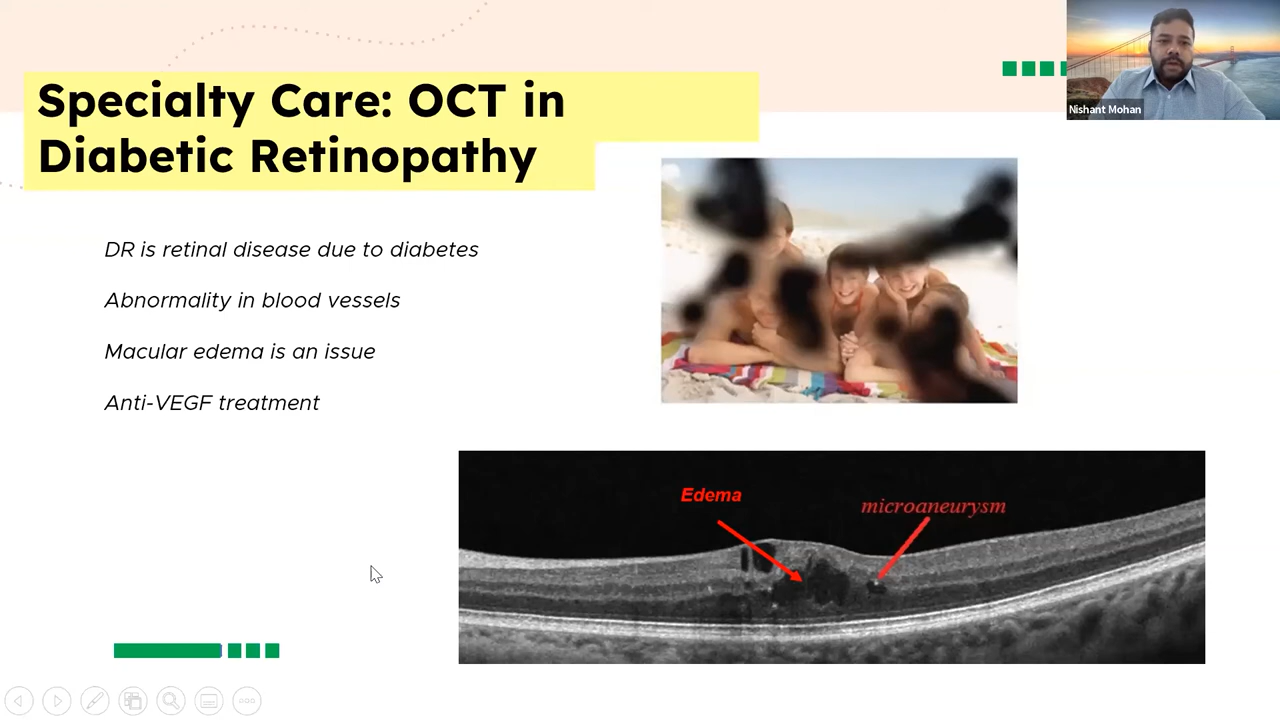 Specialty Care: OCT in
Diabetic Retinopathy
Nishant Mohan
DR is retinal disease due to diabetes
Abnormality in blood vessels
Macular edema is an issue
Anti-VEGF treatment
Edema
microaneurysm